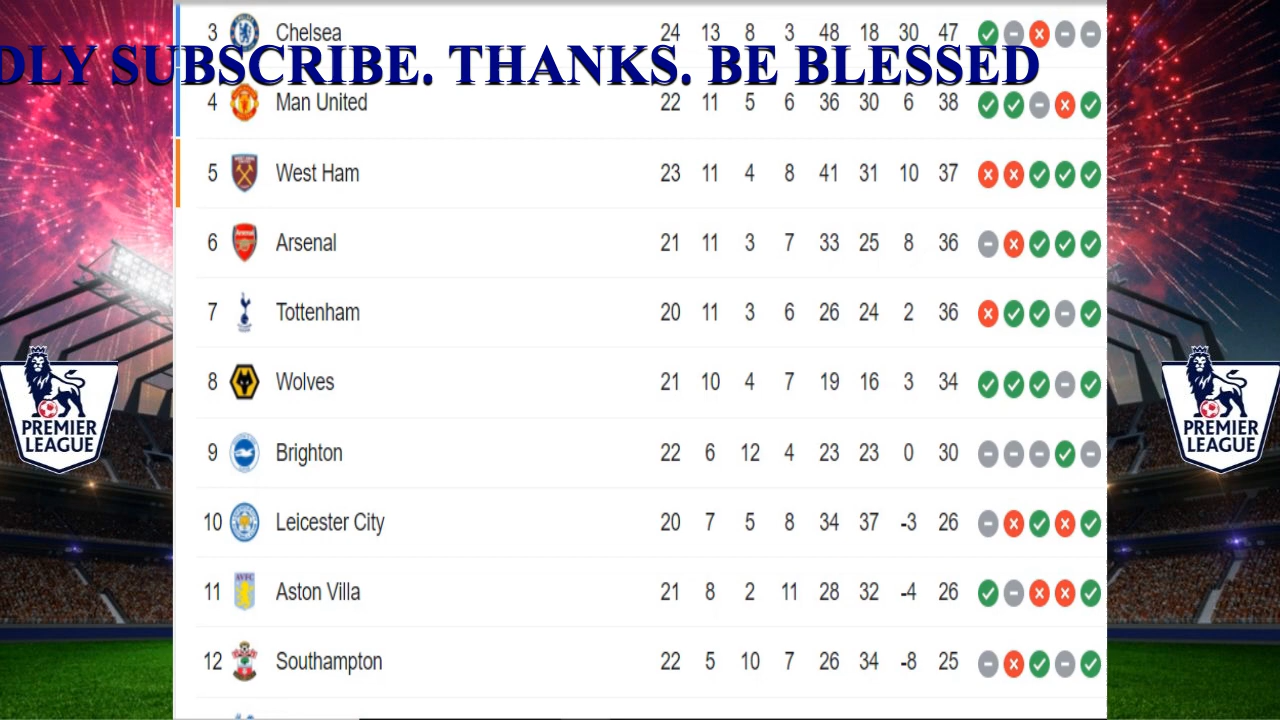 3 Chelsea 24 13 8 3 48 18 30 47
DLY SUBSCRIBE. THANKS. BE BLESSED
4 Man United 22 11 5 6 36 30 6 38
5 West Ham 23 11 4 8 41 31 10 37
6 Arsenal 21 11 3 7 33 25 8 36
7 Tottenham 20 11 3 6 26 24 2 36
8 Wolves 21 10 4 7 19 16 3 34
9 Brighton 22 6 12 4 23 23 0 30
10 Leicester City 20 7 5 8 34 37 -3 26
11 Aston Villa 21 8 2 11 28 32 -4 26
12 Southampton 22 5 10 7 26 34 -8 25
PREMIER
LEAGUE
PREMIER
LEAGUE